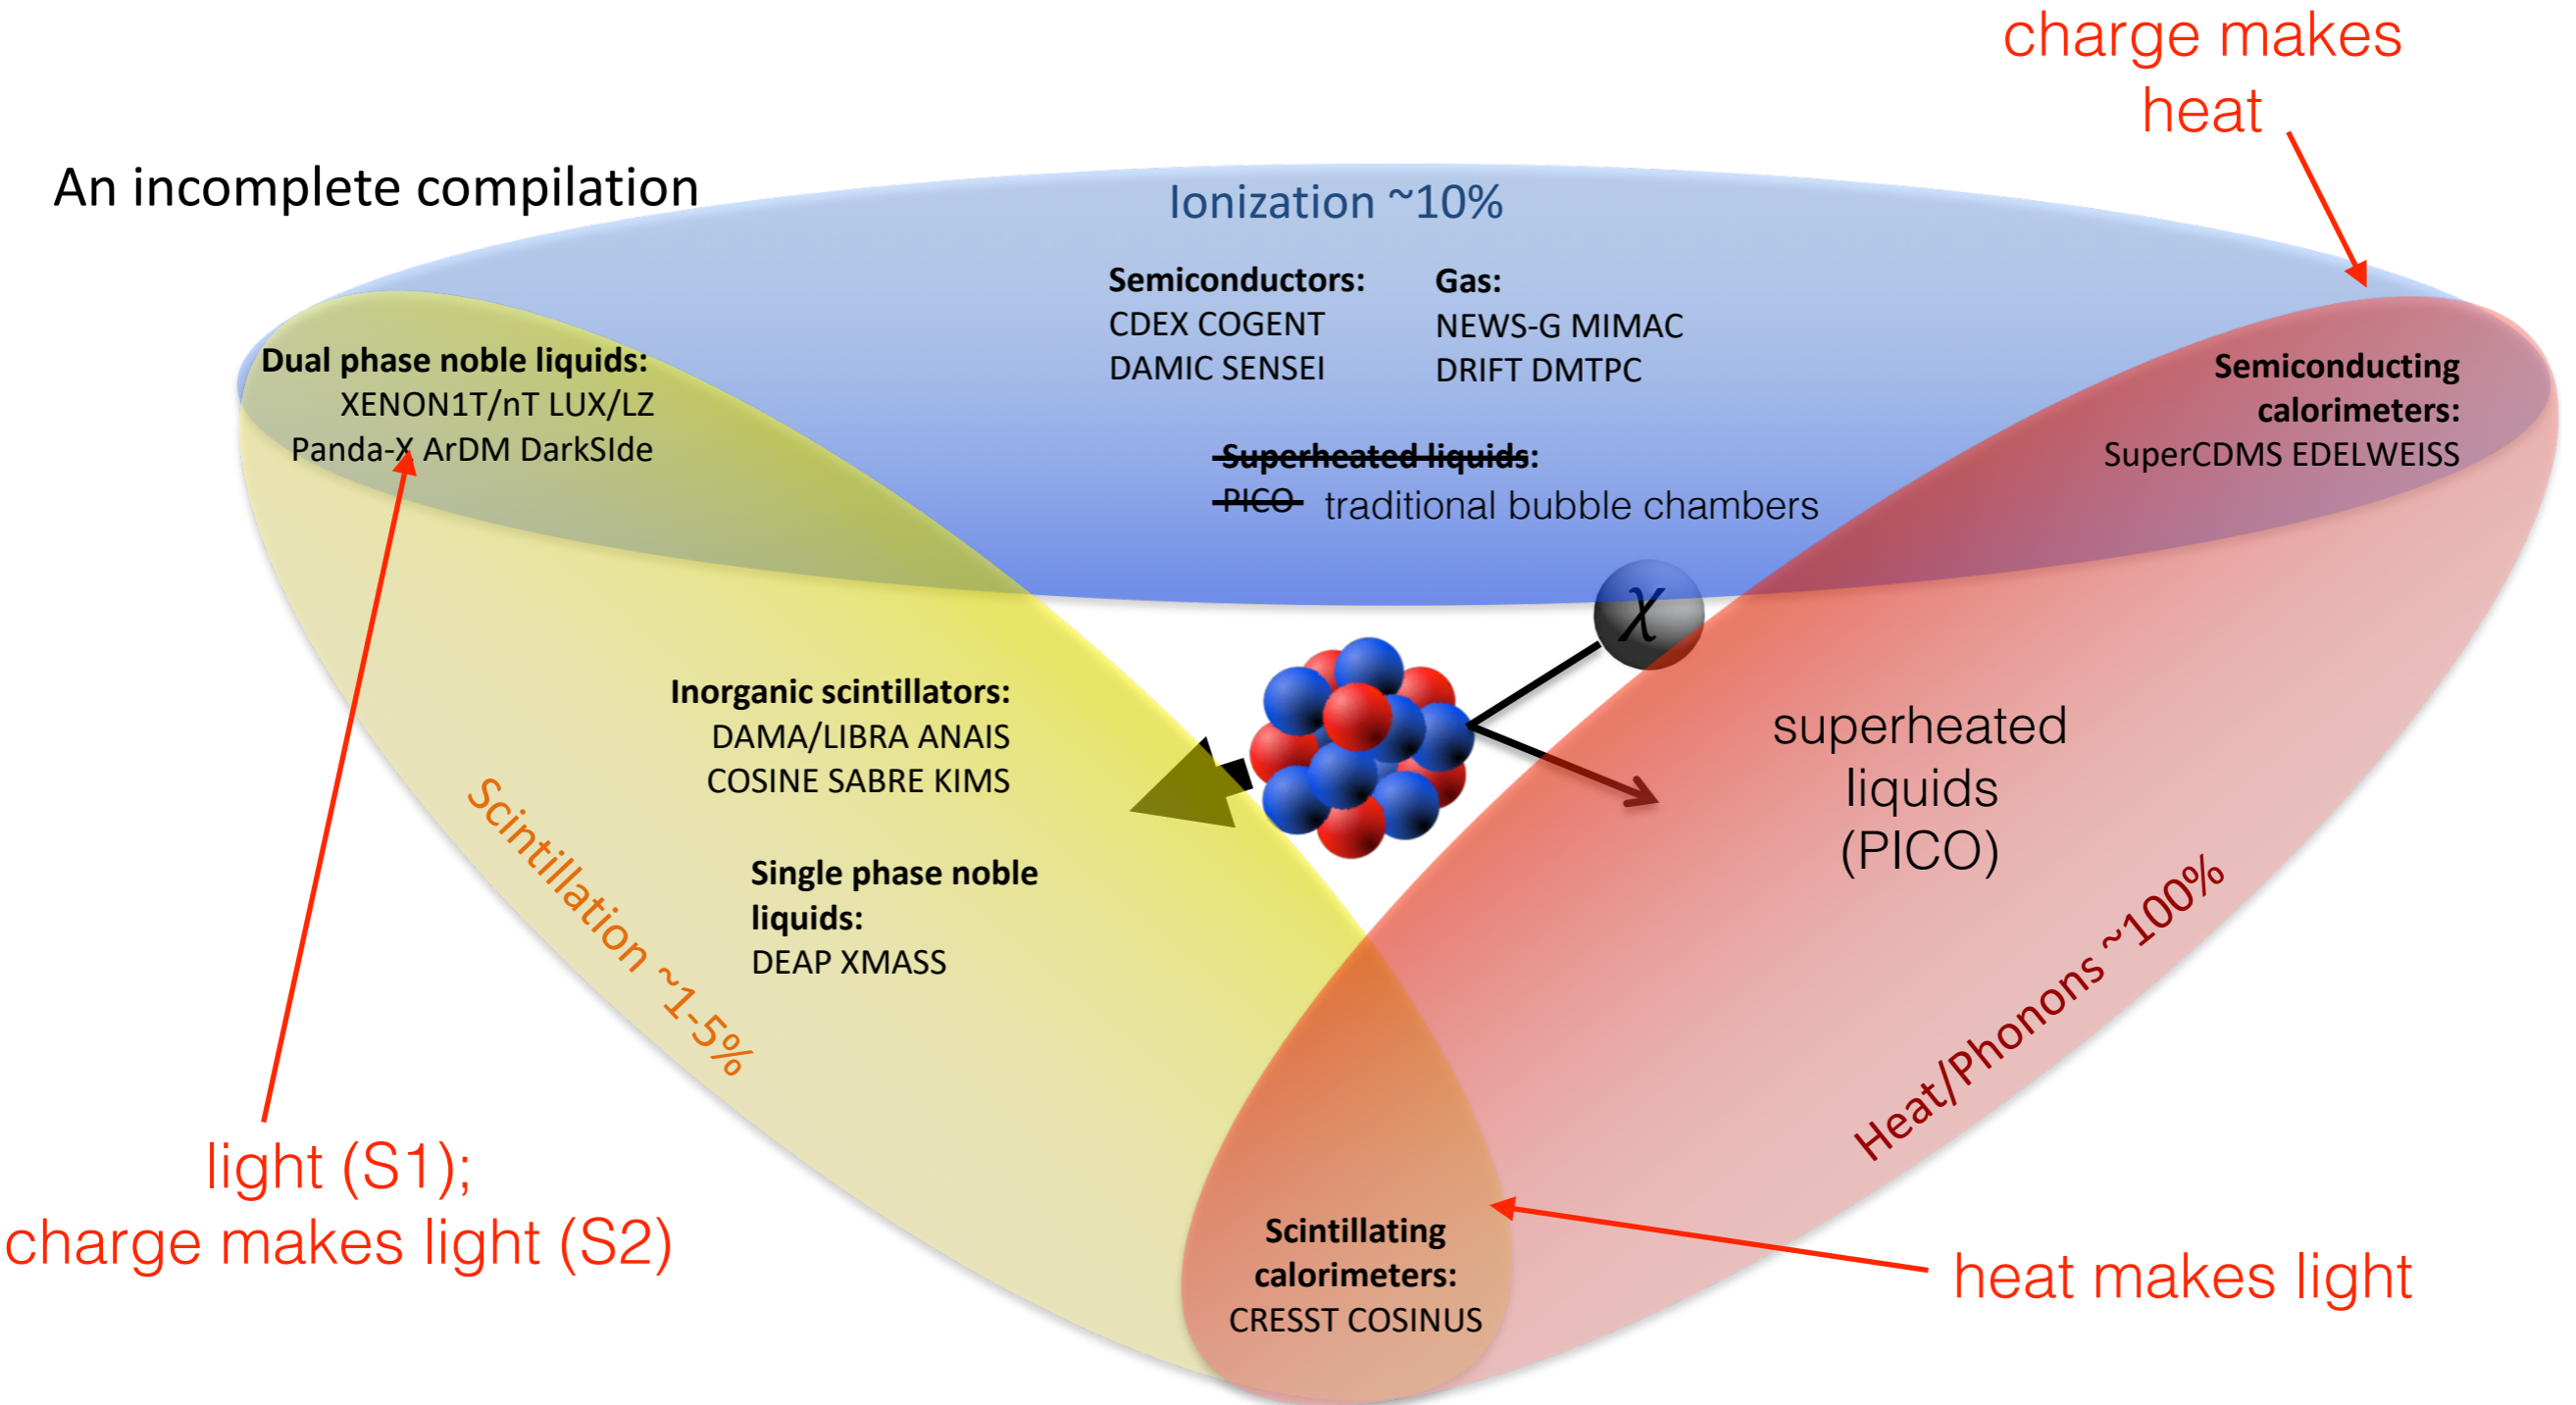 charge makes
heat
An incomplete compilation
Ionization ~10%
Semiconductors:
CDEX COGENT
DAMIC SENSEI
Gas:
NEWS-G MIMAC
DRIFT DMTPC
Dual phase noble liquids:
XENON1T/nT LUX/LZ
Panda-X ArDM DarkSIde
Semiconducting
calorimeters:
SuperCDMS EDELWEISS
Superheated liquids:
PICO traditional bubble chambers
χ
Inorganic scintillators:
DAMA/LIBRA ANAIS
COSINE SABRE KIMS
superheated
liquids
(PICO)
Single phase noble
liquids:
DEAP XMASS
Scintillation ~1-5%
Heat/Phonons ~100%
light (S1);
charge makes light (S2)
Scintillating
calorimeters:
CRESST COSINUS
heat makes light